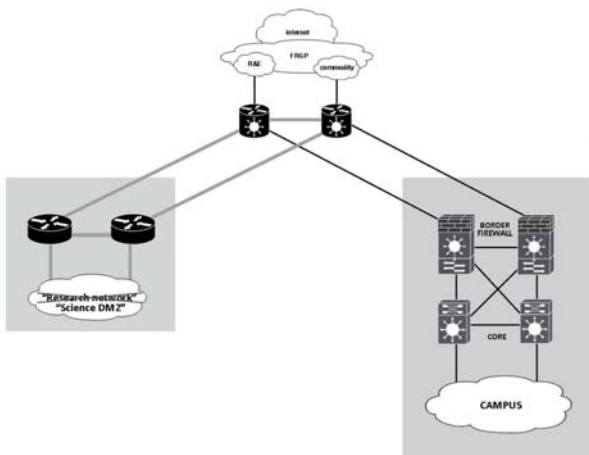 internet
FRGP
R&E
commodity
BORDER
FIREWALL
"Research network"
"Science DMZ"
CORE
CAMPUS